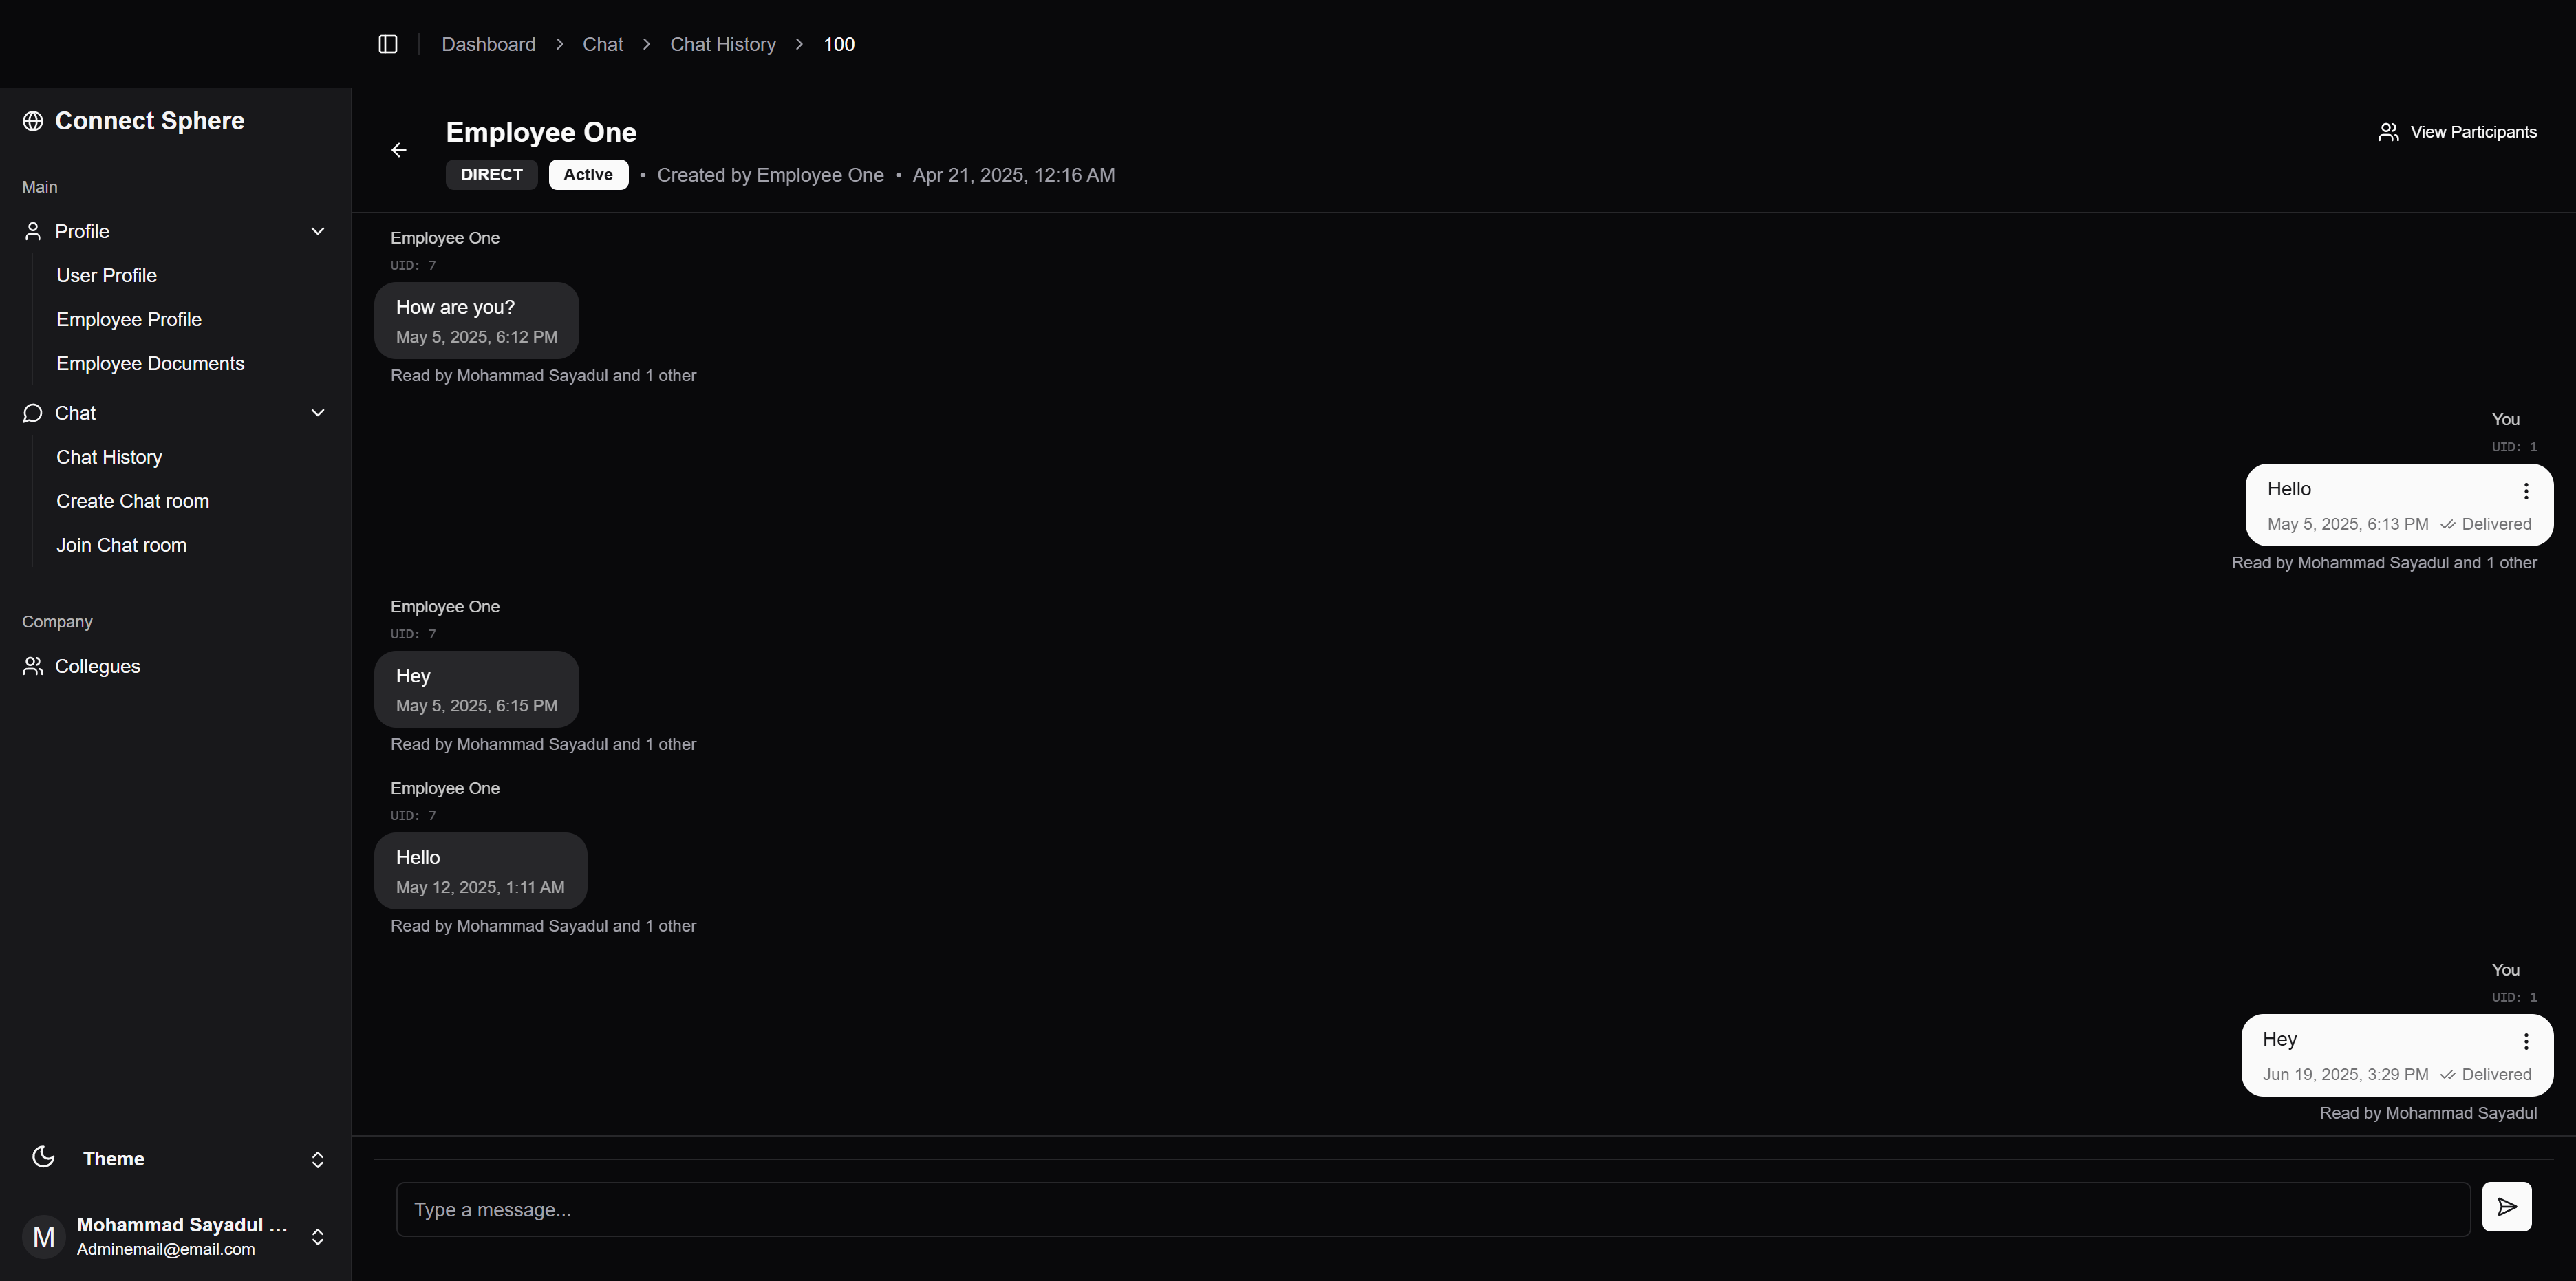 Dashboard > Chat > Chat History > 100
Connect Sphere
Main
Profile
User Profile
Employee Profile
Employee Documents
Chat
Chat History
Create Chat room
Join Chat room
Company
Collegues
Theme
M
Mohammad Sayadul ...
Adminemail@email.com
Employee One
View Participants
DIRECT Active • Created by Employee One • Apr 21, 2025, 12:16 AM
Employee One
UID: 7
How are you?
May 5, 2025, 6:12 PM
Read by Mohammad Sayadul and 1 other
You
UID: 1
Hello
May 5, 2025, 6:13 PM Delivered
Read by Mohammad Sayadul and 1 other
Employee One
UID: 7
Hey
May 5, 2025, 6:15 PM
Read by Mohammad Sayadul and 1 other
Employee One
UID: 7
Hello
May 12, 2025, 1:11 AM
Read by Mohammad Sayadul and 1 other
You
UID: 1
Hey
Jun 19, 2025, 3:29 PM Delivered
Read by Mohammad Sayadul
Type a message...